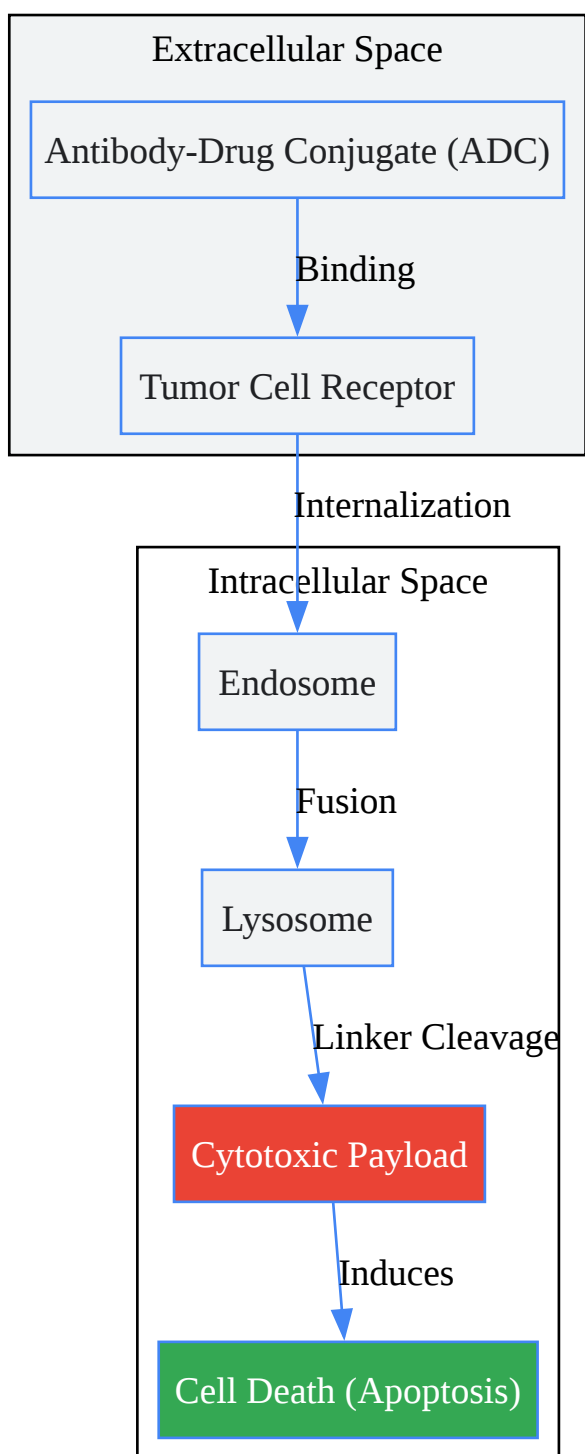 Extracellular Space
Antibody-Drug Conjugate (ADC)
Binding
Tumor Cell Receptor
Internalization
Intracellular Space
Endosome
Fusion
Lysosome
Linker Cleavage
Cytotoxic Payload
Induces
Cell Death (Apoptosis)